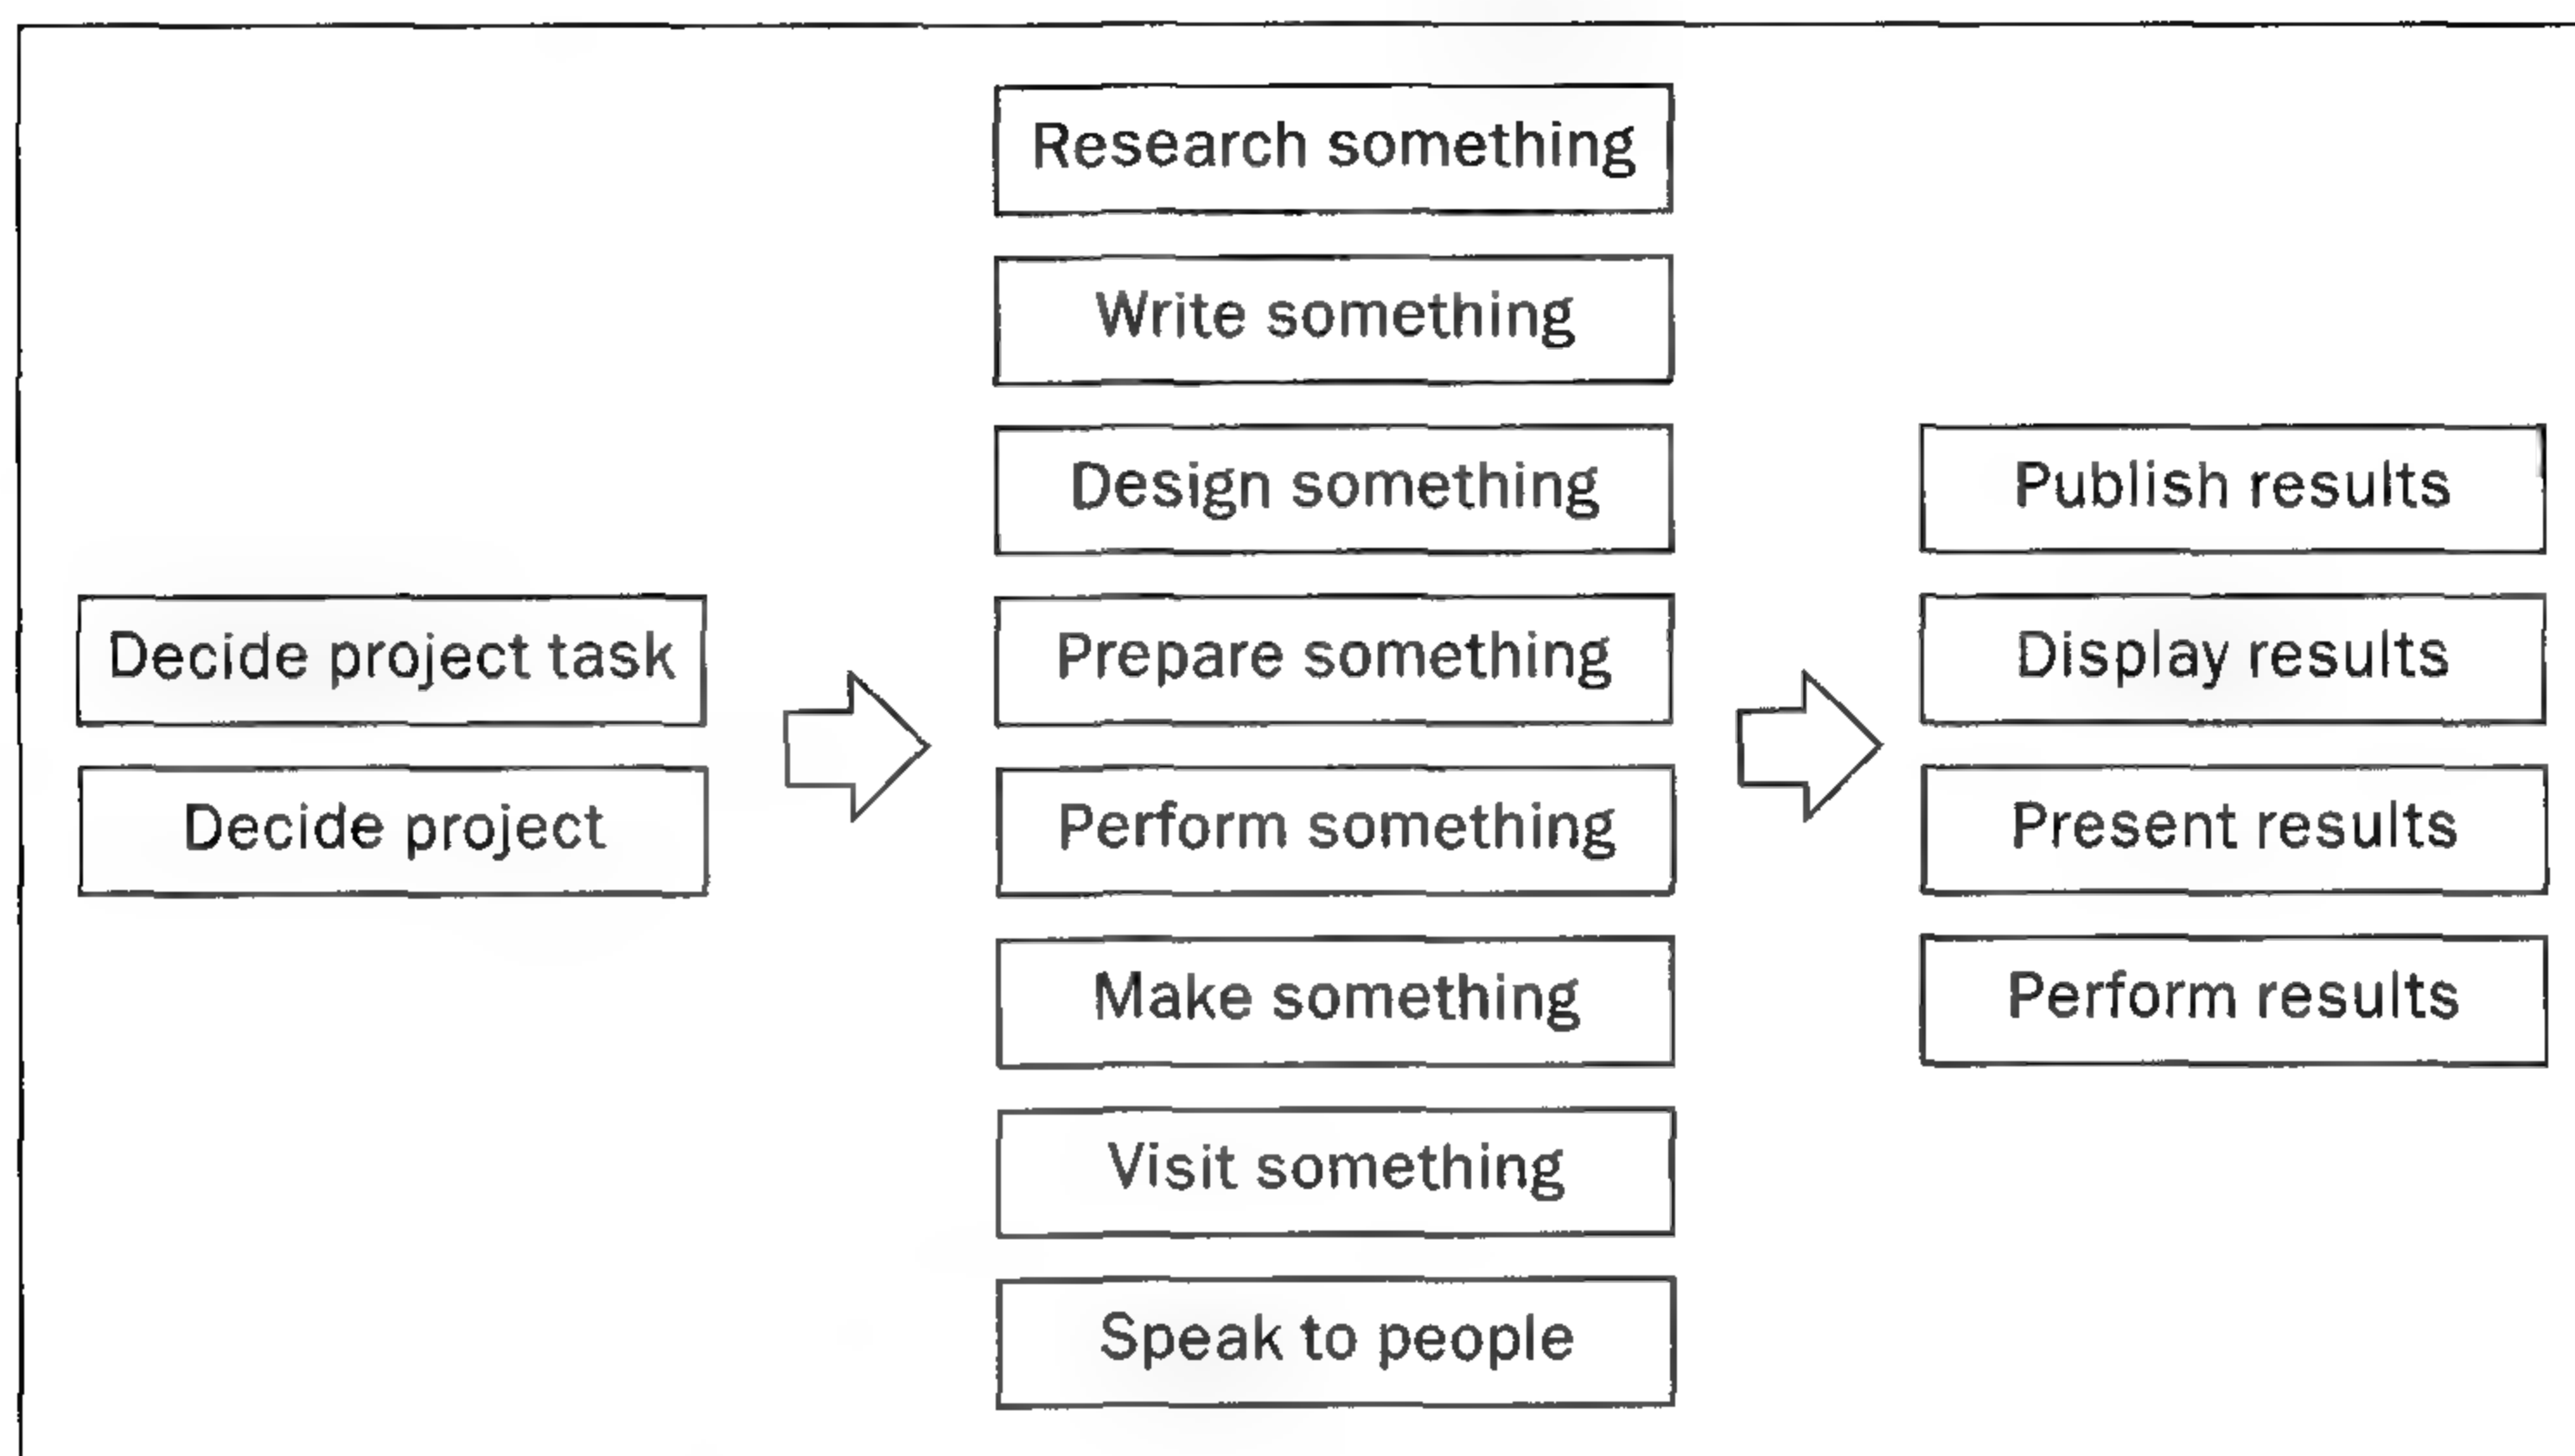 Decide project task
Decide project
Research something
Write something
Design something
Prepare something
Perform something
Make something
Visit something
Speak to people
Publish results
Display results
Present results
Perform results